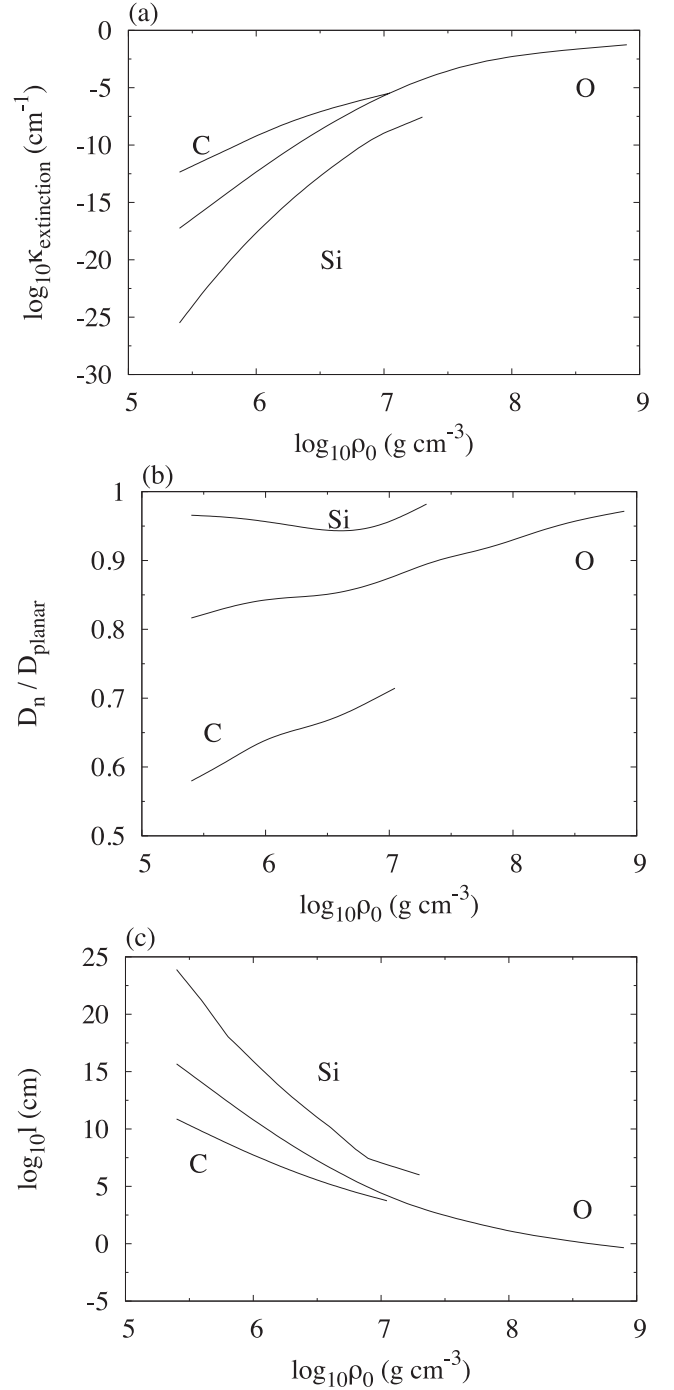 (a)
0
-5
-10
-15
-20
-25
-30
log₁₀κextinction (cm⁻¹)
C
O
Si
5 6 7 8 9
log₁₀ρ₀ (g cm⁻³)
(b)
1
0.9
0.8
0.7
0.6
0.5
Dₙ / Dplanar
Si
O
C
5 6 7 8 9
log₁₀ρ₀ (g cm⁻³)
(c)
25
20
15
10
5
0
-5
log₁₀l (cm)
Si
C
O
5 6 7 8 9
log₁₀ρ₀ (g cm⁻³)